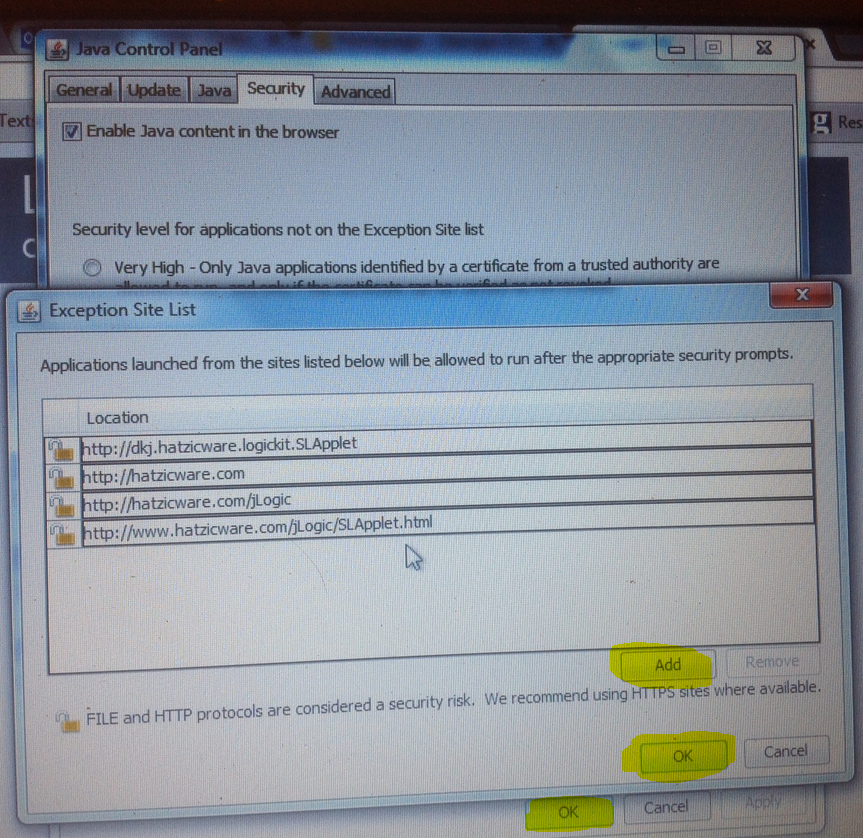 Java Control Panel
General Update Java Security Advanced
Text
Enable Java content in the browser
g Res
Security level for applications not on the Exception Site list
Very High - Only Java applications identified by a certificate from a trusted authority are
Exception Site List
Applications launched from the sites listed below will be allowed to run after the appropriate security prompts.
Location
http://dkj.hatzicware.logickit.SLApplet
http://hatzicware.com
http://hatzicware.com/jLogic
http://www.hatzicware.com/jLogic/SLApplet.html
Add Remove
FILE and HTTP protocols are considered a security risk. We recommend using HTTPS sites where available.
OK Cancel
OK Cancel Apply